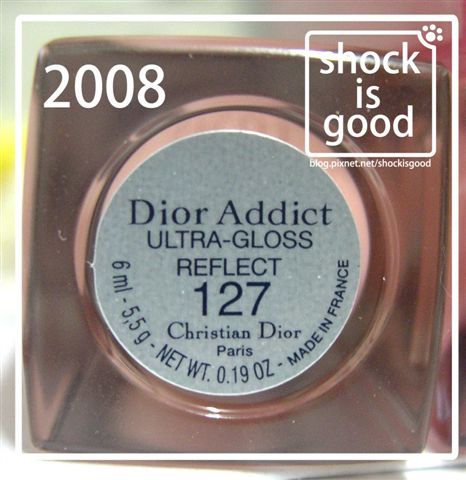 2008
shock
is
good
blog.pixnet.net/shockisgood
Dior Addict
ULTRA-GLOSS
REFLECT
127
Christian Dior
Paris
6 ml - 5,5 g - NET WT. 0.19 OZ - MADE IN FRANCE